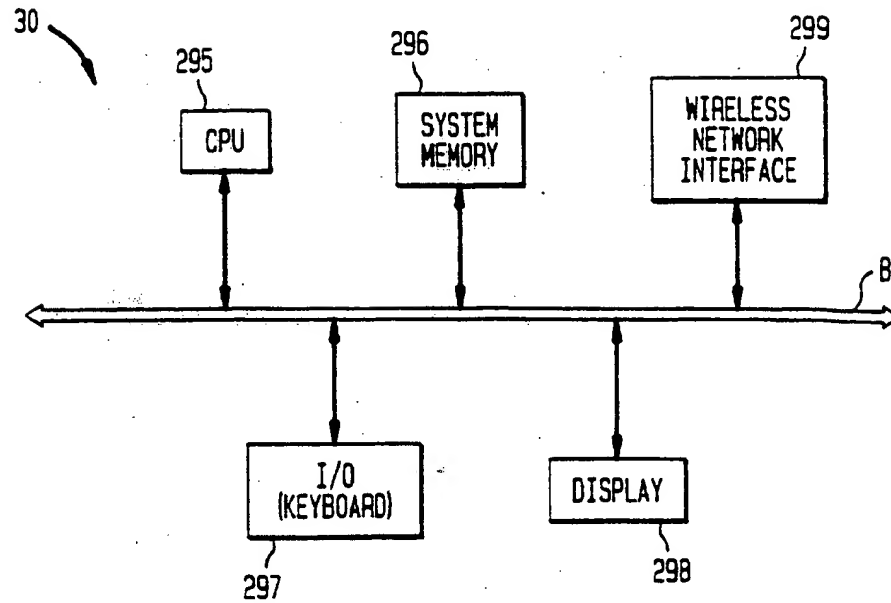 30
295
CPU
296
SYSTEM
MEMORY
299
WIRELESS
NETWORK
INTERFACE
B
I/O
(KEYBOARD)
297
DISPLAY
298